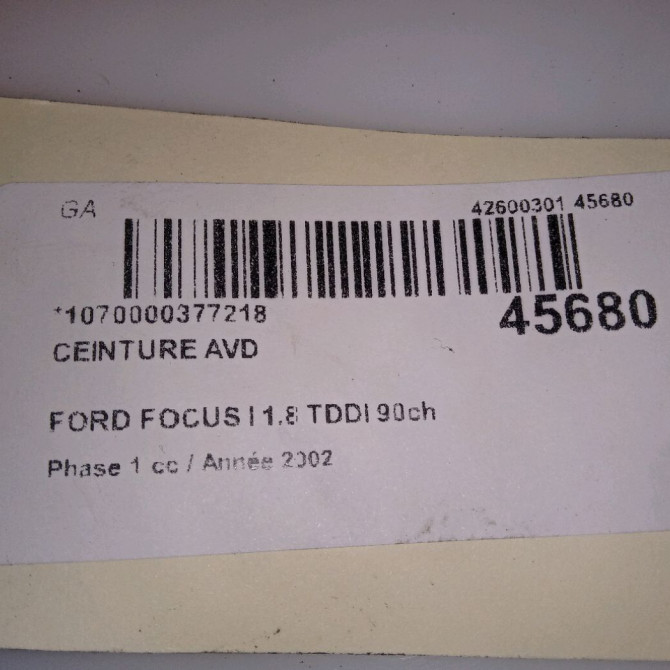 GA
42600301 45680
*1070000377218
45680
CEINTURE AVD
FORD FOCUS I 1.8 TDDI 90ch
Phase 1 cc / Année 2002